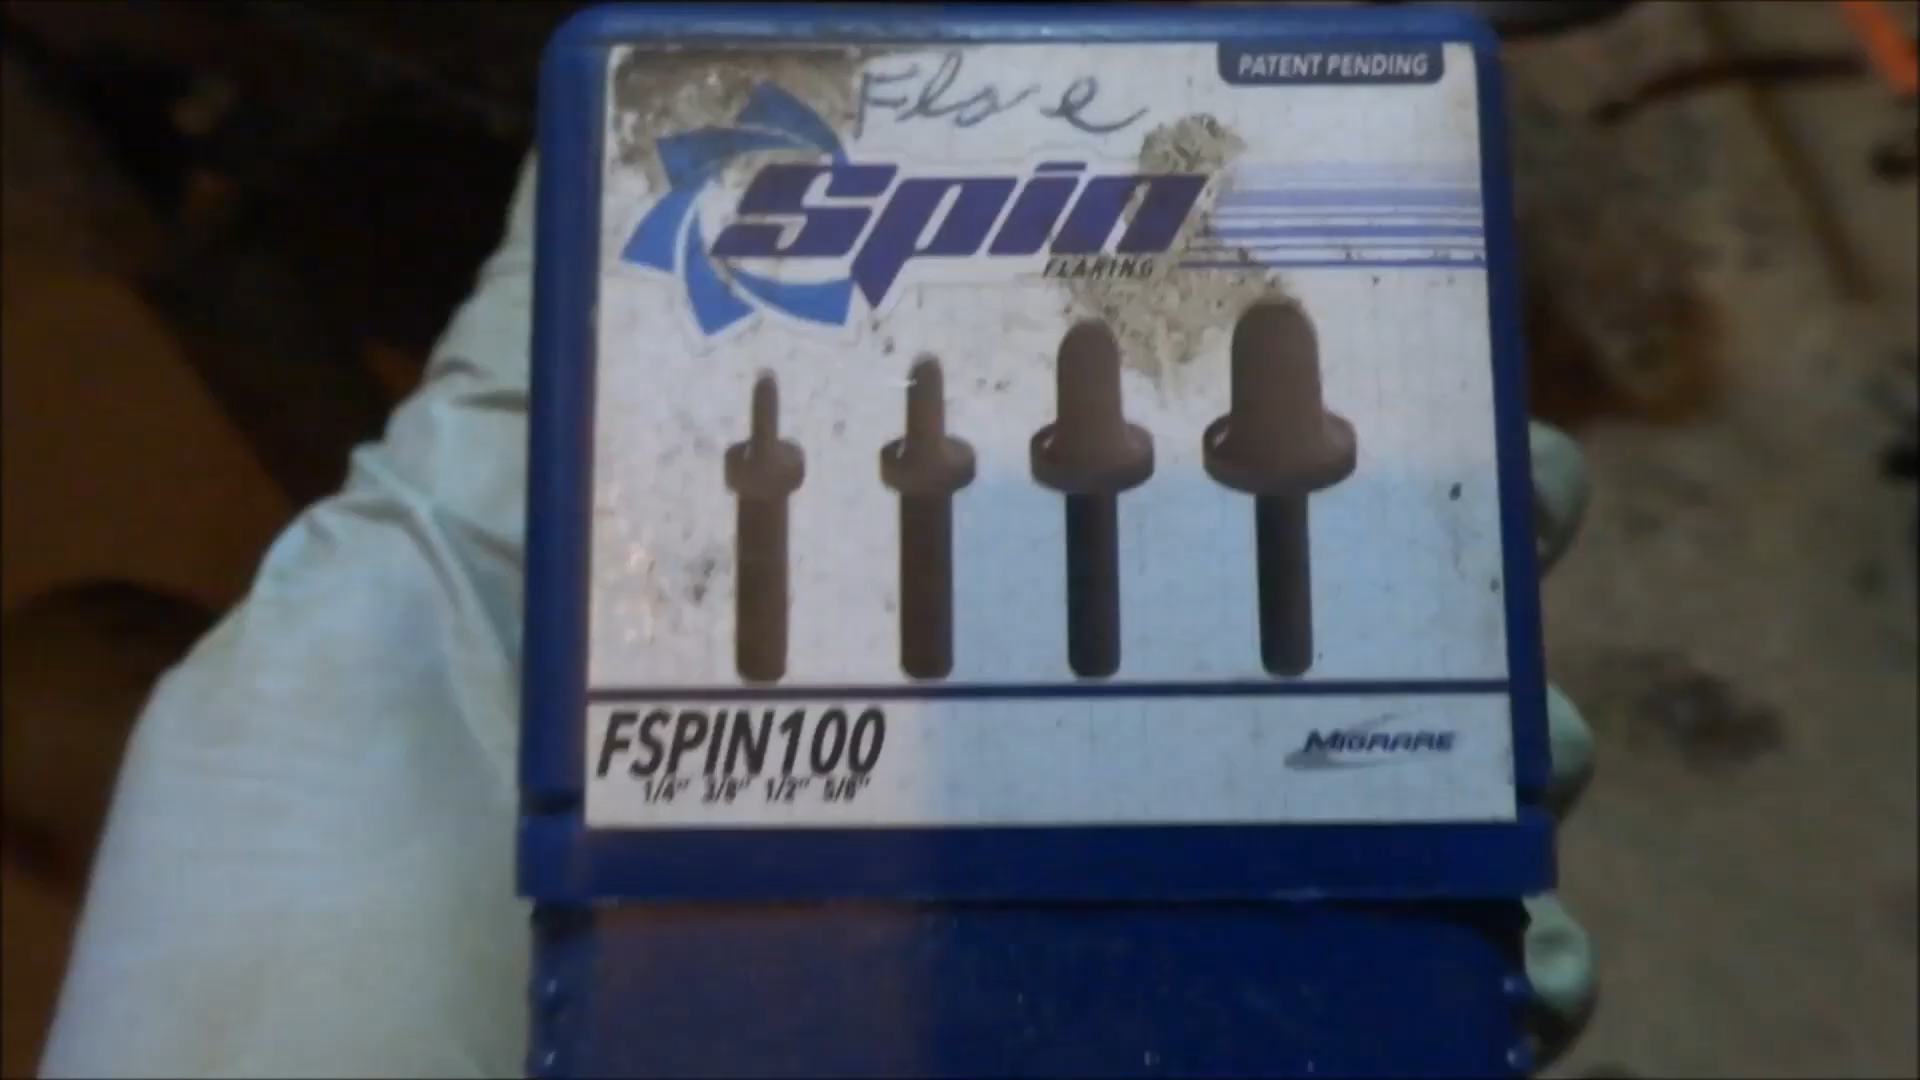 PATENT PENDING
Flare
Spin
FLARING
FSPIN100
1/4" 3/8" 1/2" 5/8"
MIGRARE